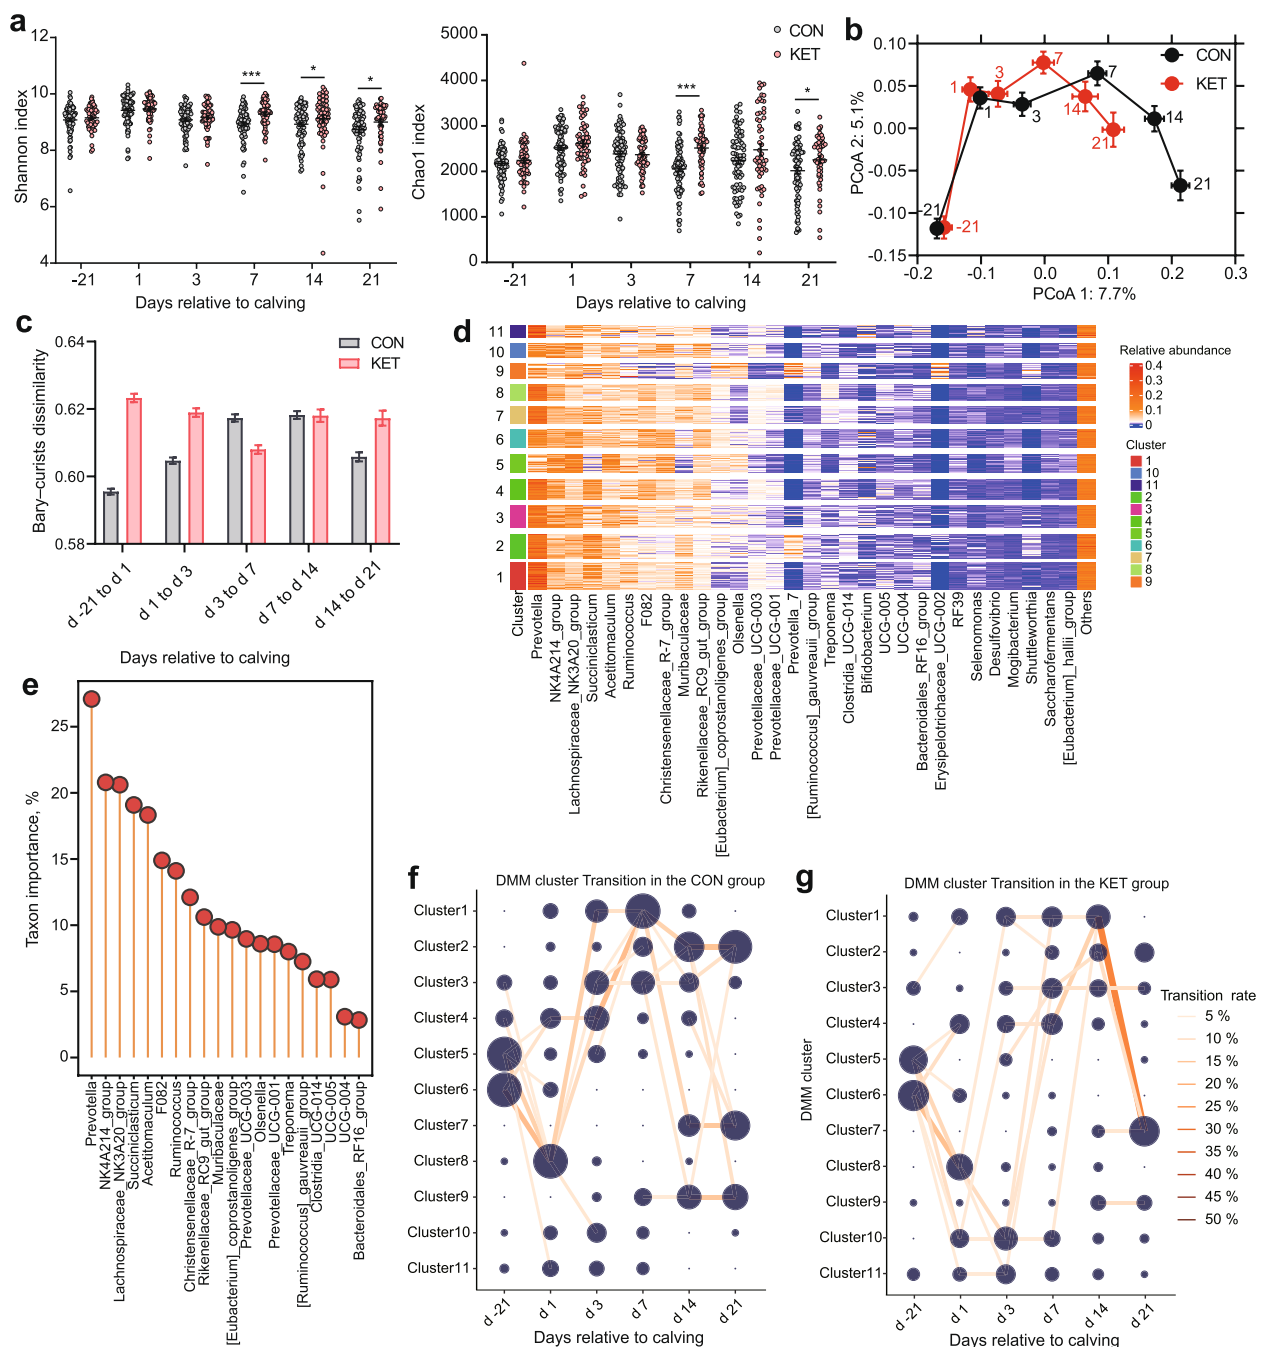 a
12
10
8
6
4
Shannon index
***
*
*
-21
1
3
7
14
21
Days relative to calving
5000
4000
3000
2000
1000
0
Chao1 index
***
*
CON
KET
-21
1
3
7
14
21
Days relative to calving
b
0.10
0.05
0.00
-0.05
-0.10
-0.15
PCoA 2: 5.1%
CON
KET
1
3
7
14
21
-21
-21
1
3
7
14
21
-0.2
-0.1
0.0
0.1
0.2
0.3
PCoA 1: 7.7%
c
0.64
0.62
0.60
0.58
Bary–curists dissimilarity
CON
KET
d -21 to d 1
d 1 to d 3
d 3 to d 7
d 7 to d 14
d 14 to d 21
Days relative to calving
d
11
10
9
8
7
6
5
4
3
2
1
Cluster
Prevotella
NK4A214_group
Lachnospiraceae_NK3A20_group
Succiniclasticum
Acetitomaculum
Ruminococcus
F082
Christensenellaceae_R-7_group
Muribaculaceae
Rikenellaceae_RC9_gut_group
[Eubacterium]_coprostanoligenes_group
Olsenella
Prevotellaceae_UCG-003
Prevotellaceae_UCG-001
Prevotella_7
[Ruminococcus]_gauvreauii_group
Treponema
Clostridia_UCG-014
Bifidobacterium
UCG-005
UCG-004
Bacteroidales_RF16_group
Erysipelotrichaceae_UCG-002
RF39
Selenomonas
Desulfovibrio
Mogibacterium
Shuttleworthia
Saccharofermentans
[Eubacterium]_hallii_group
Others
Relative abundance
0.4
0.3
0.2
0.1
0
Cluster
1
10
11
2
3
4
5
6
7
8
9
e
25
20
15
10
5
0
Taxon importance, %
Prevotella
NK4A214_group
Lachnospiraceae_NK3A20_group
Succiniclasticum
Acetitomaculum
F082
Ruminococcus
Christensenellaceae_R-7_group
Rikenellaceae_RC9_gut_group
Muribaculaceae
[Eubacterium]_coprostanoligenes_group
Prevotellaceae_UCG-003
Olsenella
Prevotellaceae_UCG-001
Treponema
[Ruminococcus]_gauvreauii_group
Clostridia_UCG-014
UCG-005
UCG-004
Bacteroidales_RF16_group
f
DMM cluster Transition in the CON group
Cluster1
Cluster2
Cluster3
Cluster4
Cluster5
Cluster6
Cluster7
Cluster8
Cluster9
Cluster10
Cluster11
d -21
d 1
d 3
d 7
d 14
d 21
Days relative to calving
g
DMM cluster Transition in the KET group
DMM cluster
Cluster1
Cluster2
Cluster3
Cluster4
Cluster5
Cluster6
Cluster7
Cluster8
Cluster9
Cluster10
Cluster11
d -21
d 1
d 3
d 7
d 14
d 21
Days relative to calving
Transition rate
5 %
10 %
15 %
20 %
25 %
30 %
35 %
40 %
45 %
50 %